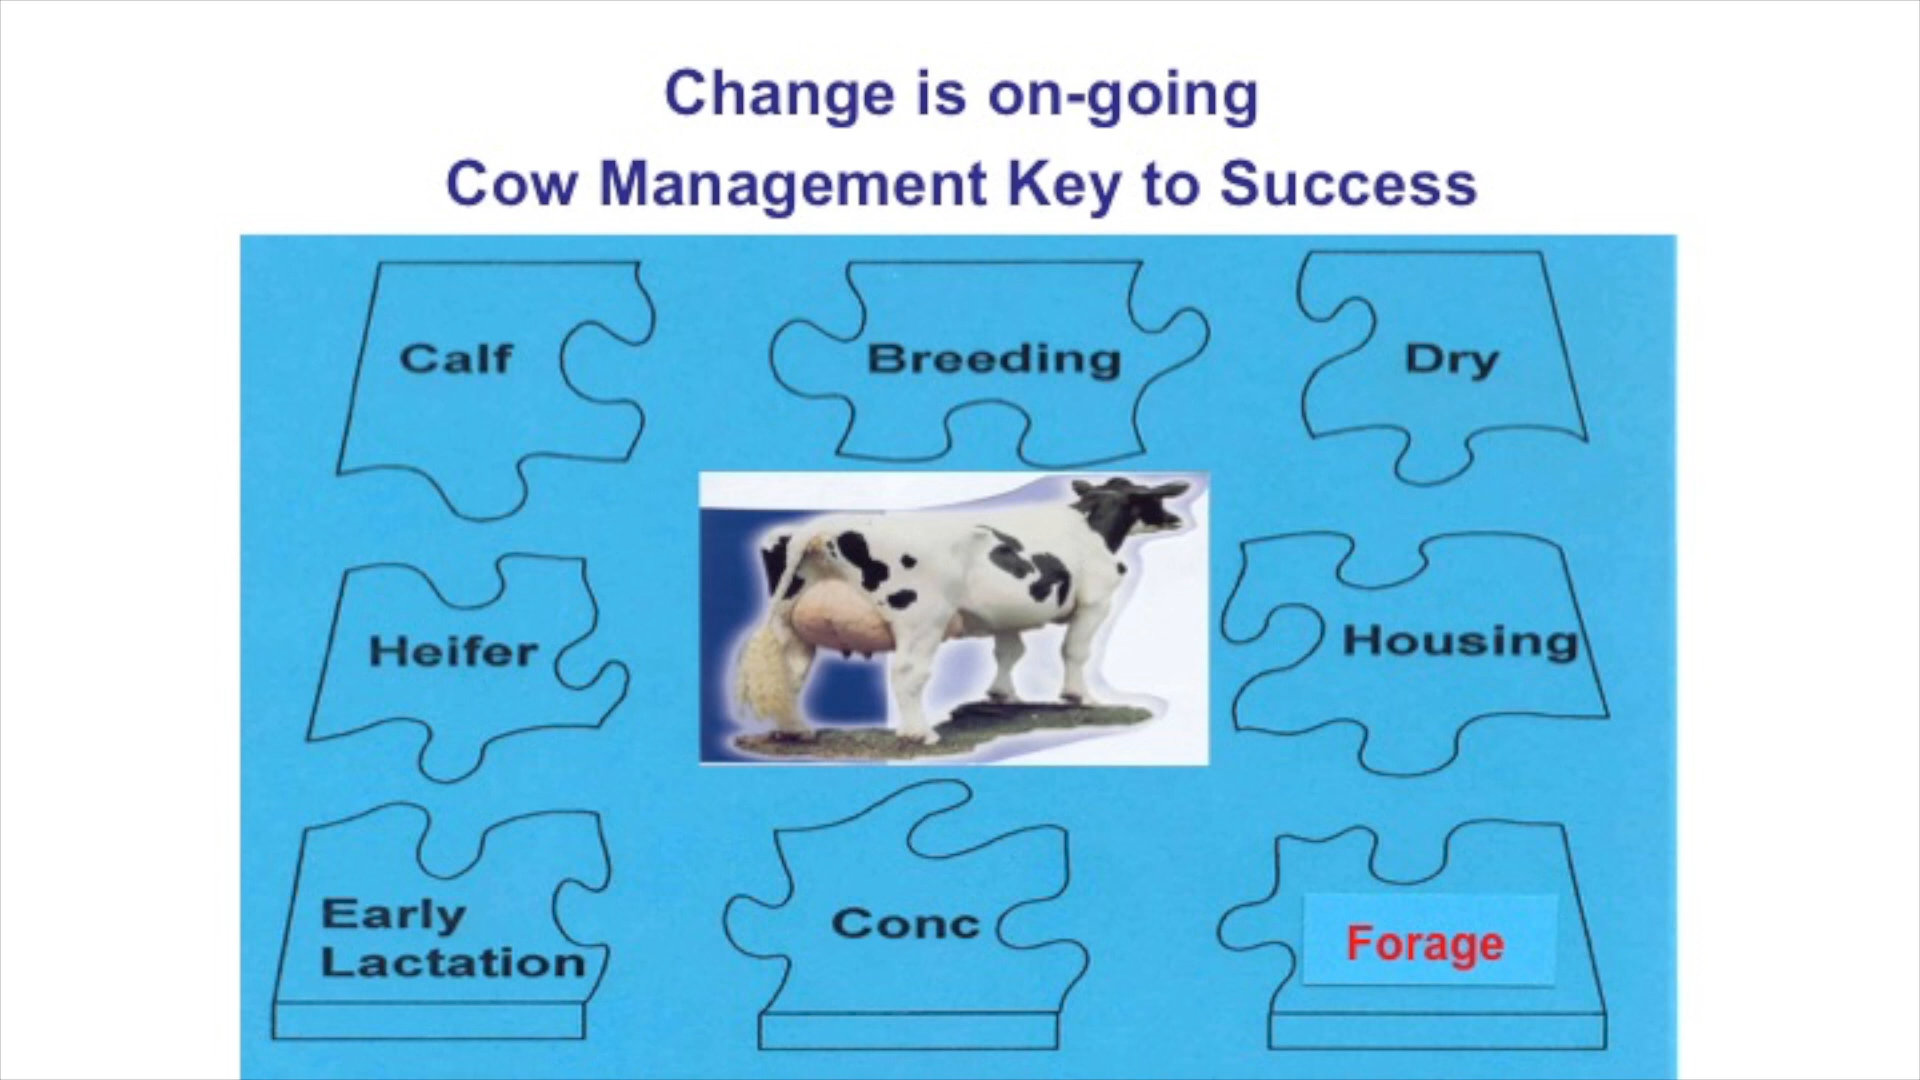 Change is on-going
Cow Management Key to Success
Calf
Breeding
Dry
Heifer
Housing
Early
Lactation
Conc
Forage